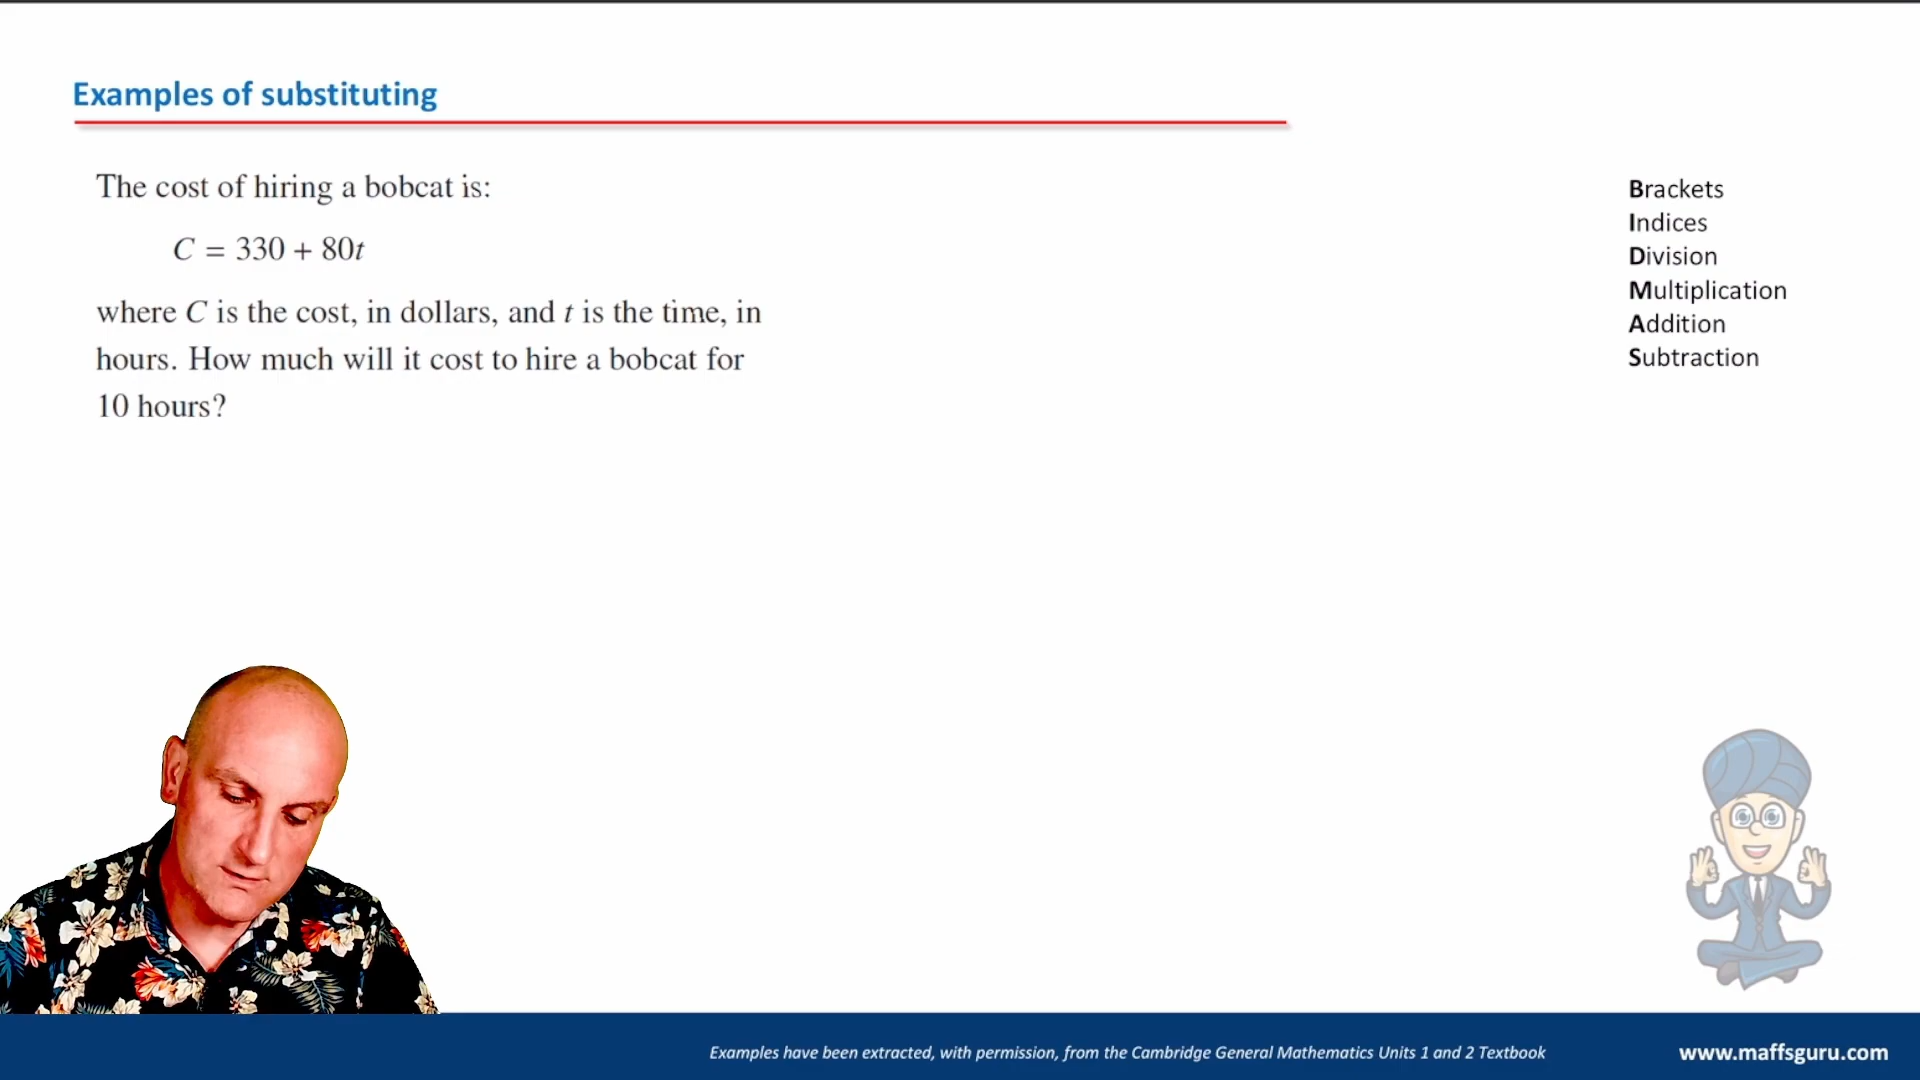 Examples of substituting
The cost of hiring a bobcat is:
C = 330 + 80t
where C is the cost, in dollars, and t is the time, in
hours. How much will it cost to hire a bobcat for
10 hours?
Brackets
Indices
Division
Multiplication
Addition
Subtraction
Examples have been extracted, with permission, from the Cambridge General Mathematics Units 1 and 2 Textbook
www.maffsguru.com